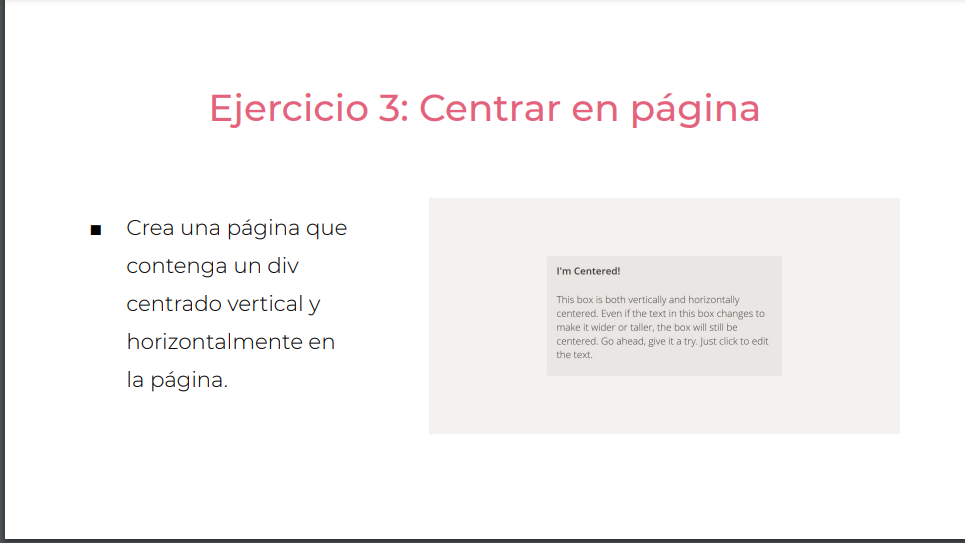 Ejercicio 3: Centrar en página
▪ Crea una página que
contenga un div
centrado vertical y
horizontalmente en
la página.
I'm Centered!
This box is both vertically and horizontally
centered. Even if the text in this box changes to
make it wider or taller, the box will still be
centered. Go ahead, give it a try. Just click to edit
the text.